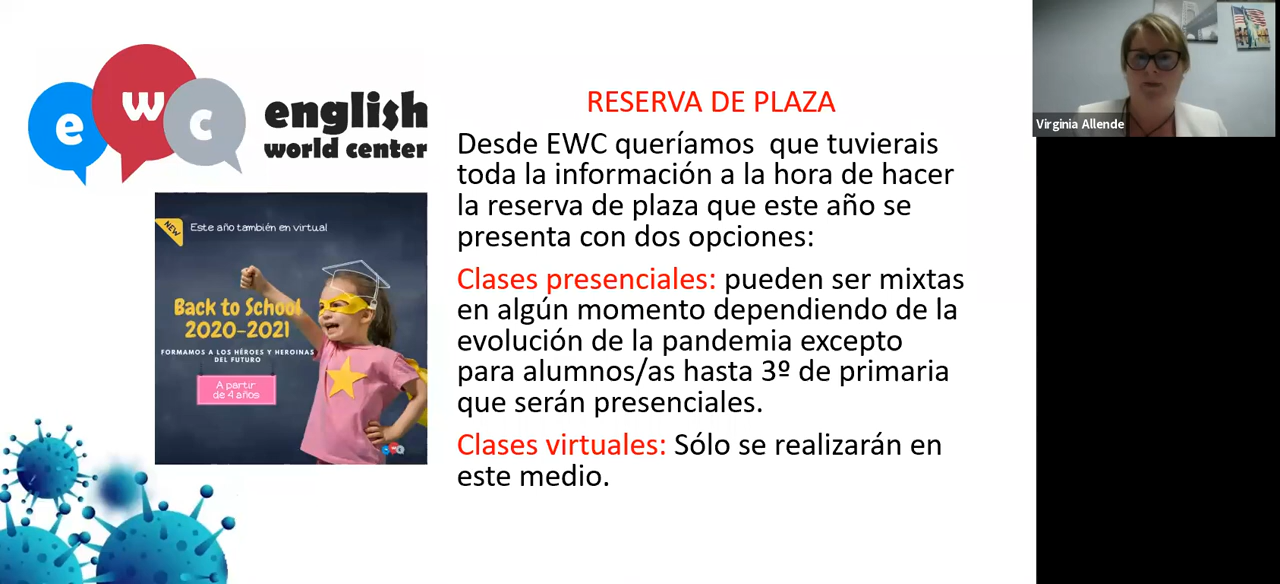 e
w
c
english
world center
NEW
Este año también en virtual
Back to School
2020-2021
FORMAMOS A LOS HÉROES Y HEROINAS
DEL FUTURO
A partir
de 4 años
ewc
RESERVA DE PLAZA
Desde EWC queríamos  que tuvierais
toda la información a la hora de hacer
la reserva de plaza que este año se
presenta con dos opciones:
Clases presenciales: pueden ser mixtas
en algún momento dependiendo de la
evolución de la pandemia excepto
para alumnos/as hasta 3º de primaria
que serán presenciales.
Clases virtuales: Sólo se realizarán en
este medio.
Virginia Allende